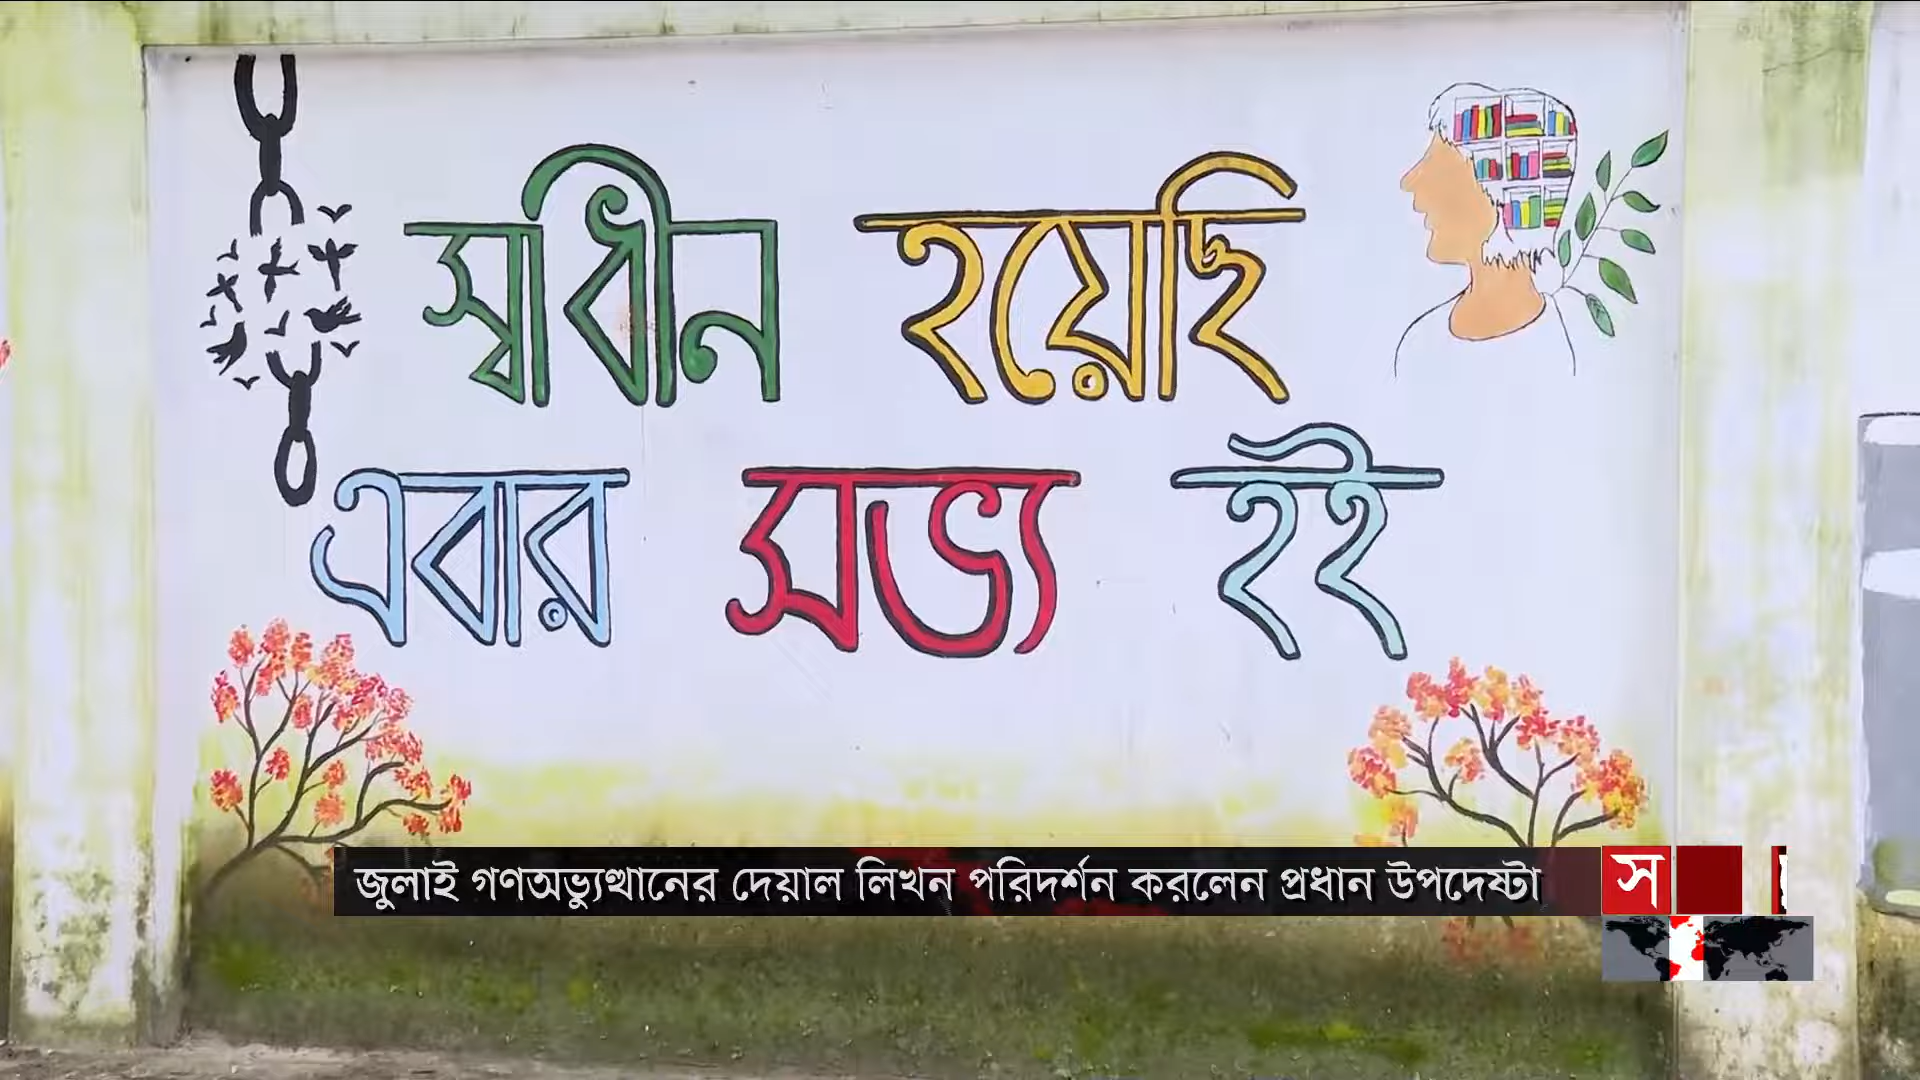 স্বাধীন হয়েছি
এবার সভ্য হই
জুলাই গণঅভ্যুত্থানের দেয়াল লিখন পরিদর্শন করলেন প্রধান উপদেষ্টা
স